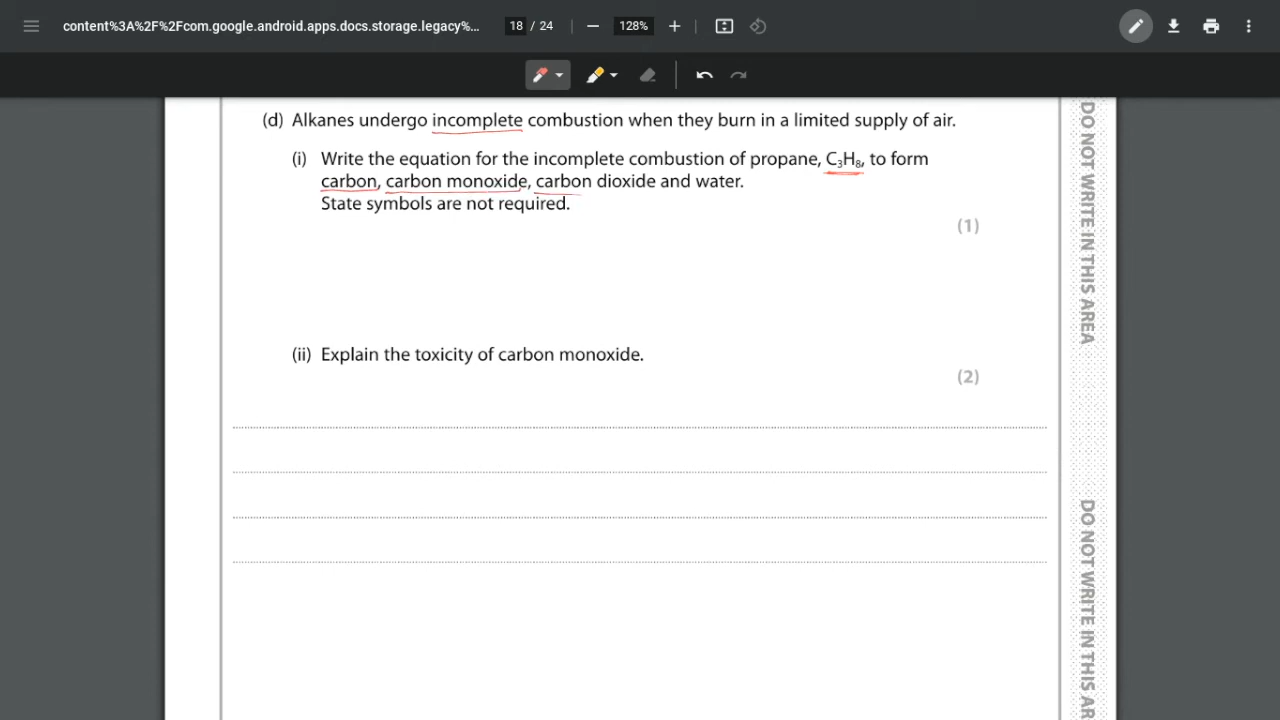 content%3A%2F%2Fcom.google.android.apps.docs.storage.legacy%... 18 / 24 128%
(d) Alkanes undergo incomplete combustion when they burn in a limited supply of air.
(i) Write the equation for the incomplete combustion of propane, C₃H₈, to form
carbon, carbon monoxide, carbon dioxide and water.
State symbols are not required.
(1)
(ii) Explain the toxicity of carbon monoxide.
(2)
DO NOT WRITE IN THIS AREA
DO NOT WRITE IN THIS AR